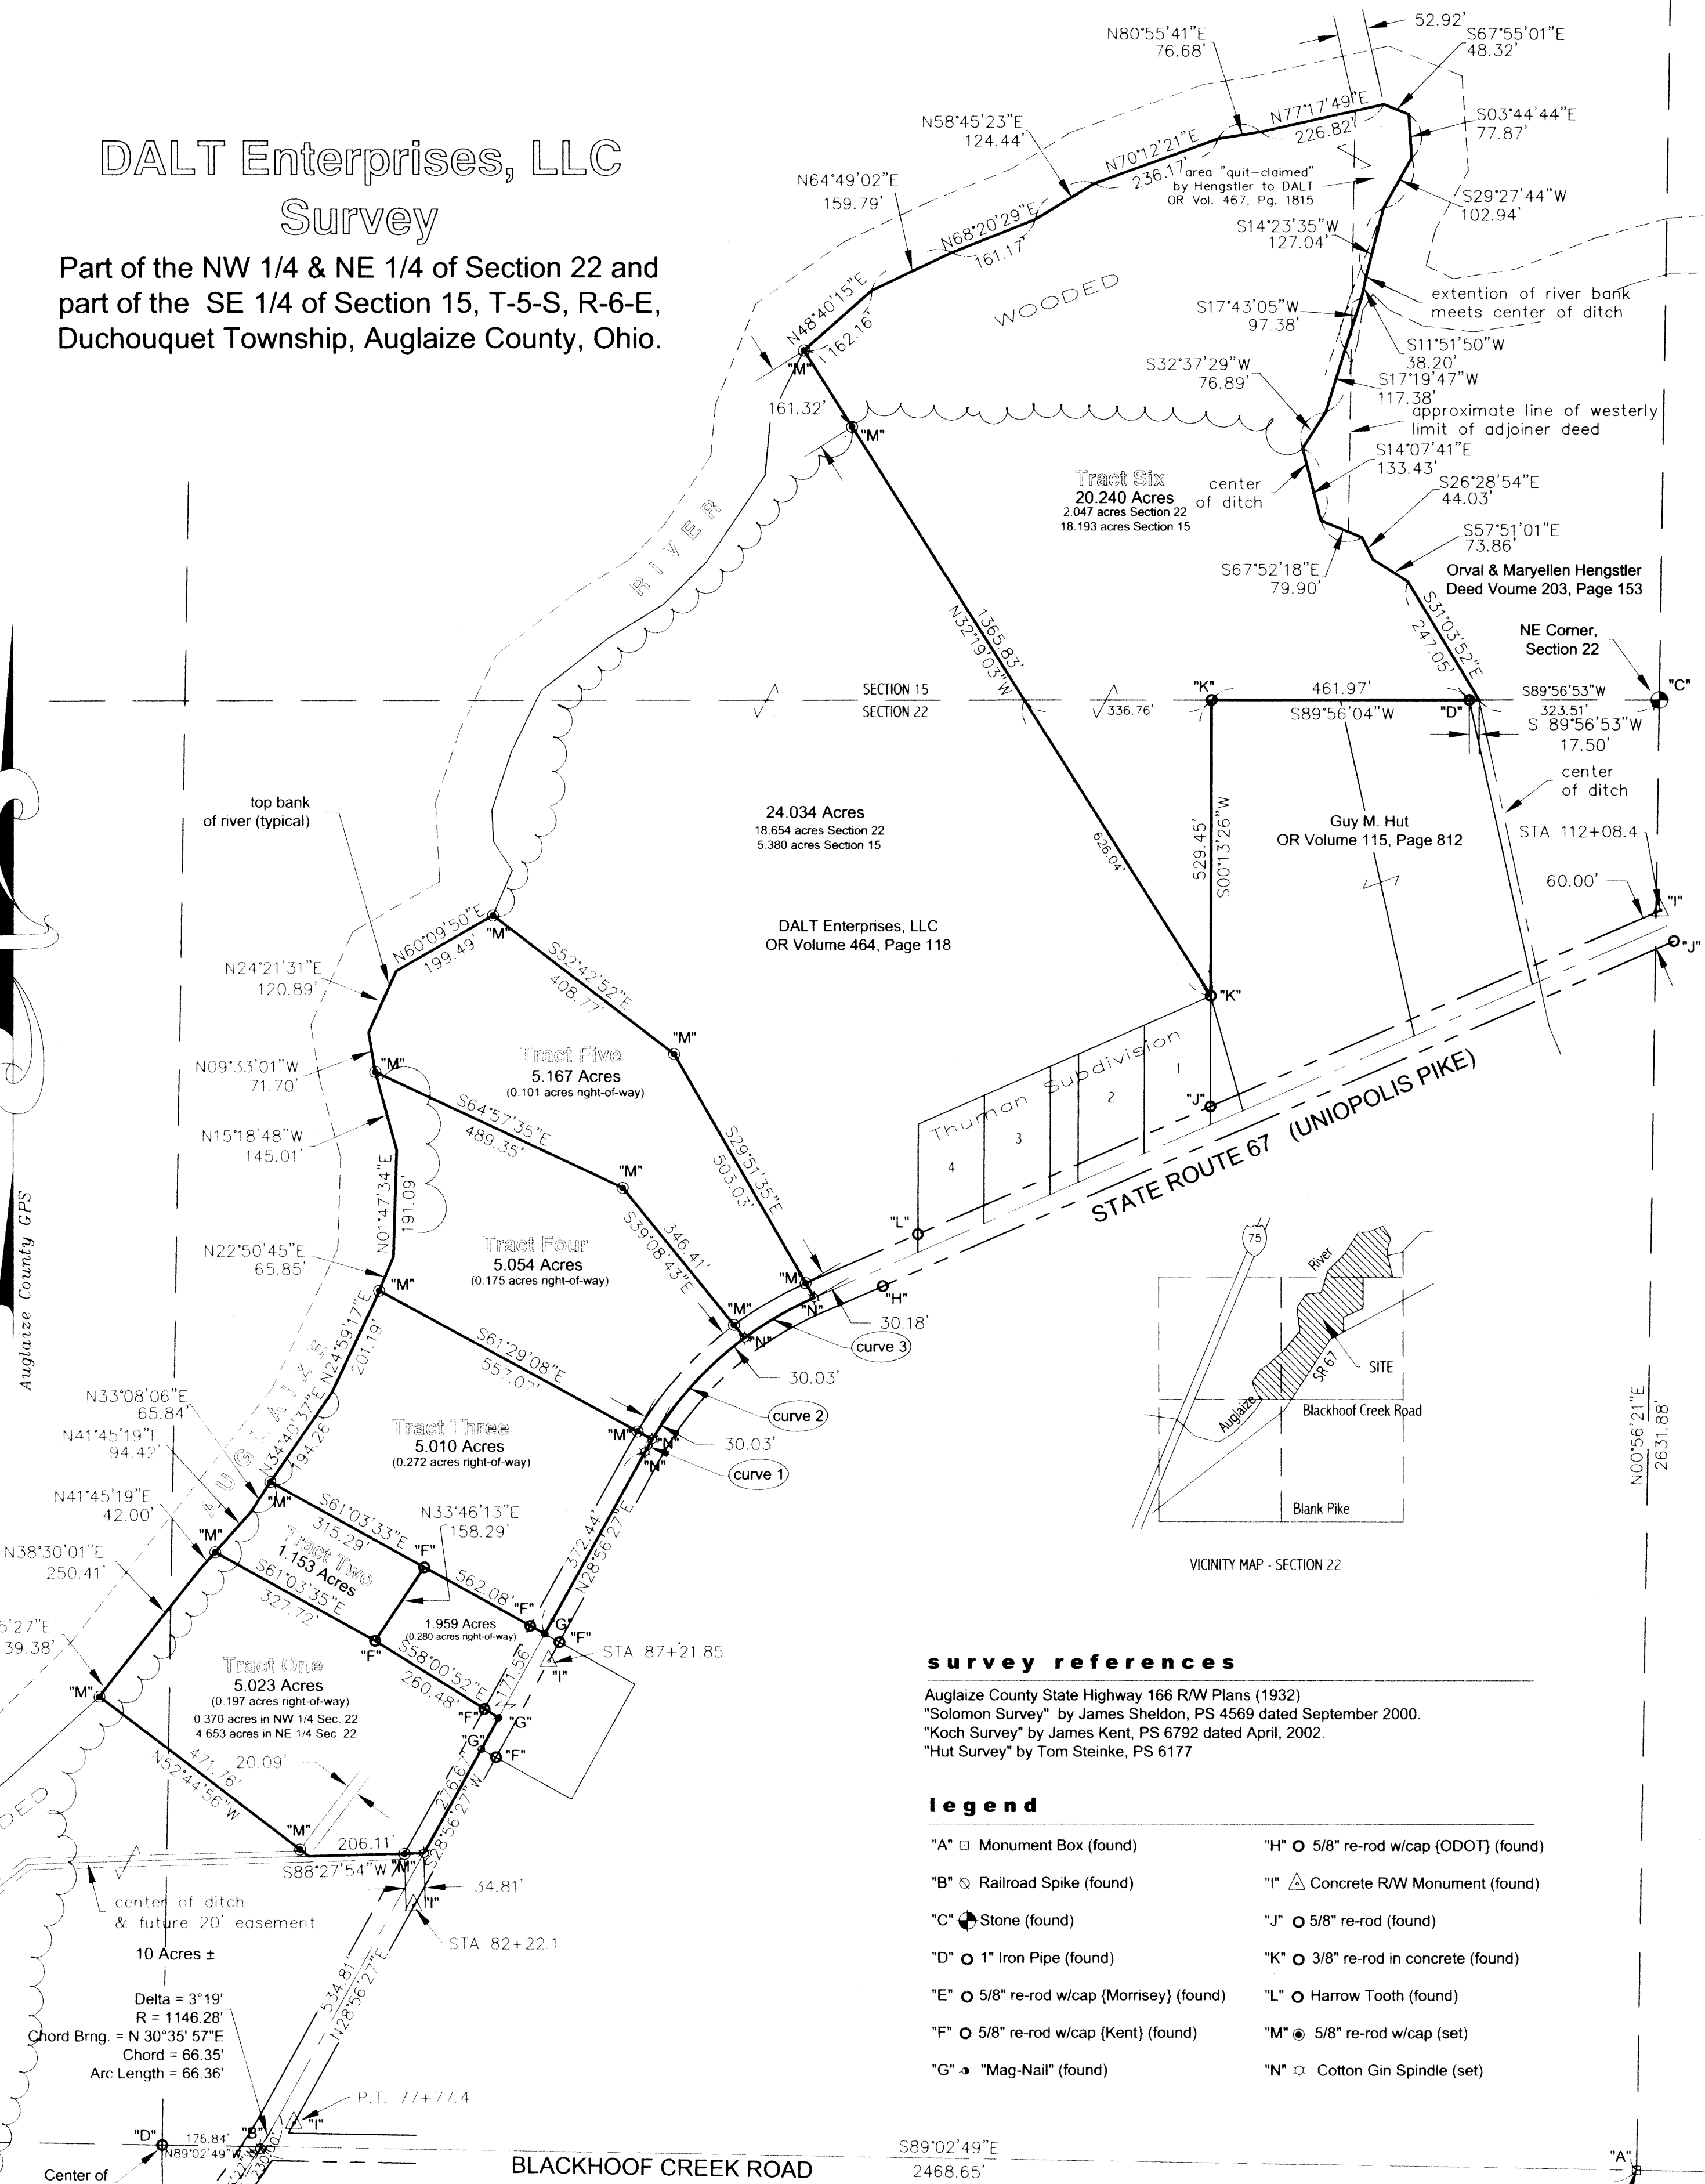 DALT Enterprises, LLC
Survey
Part of the NW 1/4 & NE 1/4 of Section 22 and
part of the SE 1/4 of Section 15, T-5-S, R-6-E,
Duchouquet Township, Auglaize County, Ohio.
N80°55'41"E
76.68'
52.92'
S67°55'01"E
48.32'
N77°17'49"E
226.82'
S03°44'44"E
77.87'
N58°45'23"E
124.44'
N70°12'21"E
236.17'
area "quit-claimed"
by Hengstler to DALT
OR Vol. 467, Pg. 1815
N64°49'02"E
159.79'
S29°27'44"W
102.94'
S14°23'35"W
127.04'
N68°20'29"E
161.17'
WOODED
extention of river bank
meets center of ditch
S17°43'05"W
97.38'
N48°40'15"E
162.16'
S11°51'50"W
38.20'
S32°37'29"W
76.89'
S17°19'47"W
117.38'
"M"
161.32'
approximate line of westerly
limit of adjoiner deed
"M"
S14°07'41"E
133.43'
Tract Six
20.240 Acres
2.047 acres Section 22
18.193 acres Section 15
center
of ditch
S26°28'54"E
44.03'
S57°51'01"E
73.86'
S67°52'18"E
79.90'
Orval & Maryellen Hengstler
Deed Voume 203, Page 153
RIVER
1365.83'
N32°19'03"W
S31°03'52"E
247.05'
NE Corner,
Section 22
SECTION 15
SECTION 22
336.76'
"K"
461.97'
S89°56'04"W
"D"
S89°56'53"W
323.51'
"C"
S 89°56'53"W
17.50'
center
of ditch
top bank
of river (typical)
24.034 Acres
18.654 acres Section 22
5.380 acres Section 15
626.04'
529.45'
S00°13'26"W
Guy M. Hut
OR Volume 115, Page 812
STA 112+08.4
60.00'
"I"
"J"
DALT Enterprises, LLC
OR Volume 464, Page 118
N60°09'50"E
199.49'
"M"
N24°21'31"E
120.89'
S52°42'52"E
408.77'
"K"
"M"
N09°33'01"W
71.70'
"M"
Tract Five
5.167 Acres
(0.101 acres right-of-way)
Thuman Subdivision
1
2
3
4
"J"
STATE ROUTE 67 (UNIOPOLIS PIKE)
N15°18'48"W
145.01'
S64°57'35"E
489.35'
S29°51'35"E
503.03'
"M"
N01°47'34"E
191.09'
"L"
Auglaize County GPS
N22°50'45"E
65.85'
Tract Four
5.054 Acres
(0.175 acres right-of-way)
346.41'
S39°08'43"E
"M"
"M"
"N"
"H"
30.18'
"M"
"N"
curve 3
30.03'
N24°59'17"E
201.19'
S61°29'08"E
557.07'
curve 2
75
River
SITE
SR 67
Auglaize
Blackhoof Creek Road
Blank Pike
VICINITY MAP - SECTION 22
N00°56'21"E
2631.88'
AUGLAIZE
N33°08'06"E
65.84'
N34°40'37"E
194.26'
N41°45'19"E
94.42'
Tract Three
5.010 Acres
(0.272 acres right-of-way)
"M"
"N"
"N"
30.03'
curve 1
N41°45'19"E
42.00'
"M"
S61°03'33"E
315.29'
N33°46'13"E
158.29'
372.44'
N28°56'27"E
"M"
N38°30'01"E
250.41'
Tract Two
1.153 Acres
"F"
562.08'
S61°03'35"E
327.72'
"F"
"G"
"F"
5'27"E
39.38'
1.959 Acres
(0.280 acres right-of-way)
"F"
S58°00'52"E
260.48'
171.56'
"I"
STA 87+21.85
Tract One
5.023 Acres
(0.197 acres right-of-way)
0.370 acres in NW 1/4 Sec. 22
4.653 acres in NE 1/4 Sec. 22
"M"
"F"
"G"
"G"
"F"
471.76'
N52°44'56"W
20.09'
276.67'
S28°56'27"W
DED
"M"
206.11'
S88°27'54"W
"M"
34.81'
"I"
STA 82+22.1
center of ditch
& future 20' easement
10 Acres ±
Delta = 3°19'
R = 1146.28'
Chord Brng. = N 30°35' 57"E
Chord = 66.35'
Arc Length = 66.36'
534.81'
N28°56'27"E
P.T. 77+77.4
"I"
"D"
176.84'
N89°02'49"W
"B"
230.00'
Center of
BLACKHOOF CREEK ROAD
S89°02'49"E
2468.65'
"A"
survey references
Auglaize County State Highway 166 R/W Plans (1932)
"Solomon Survey" by James Sheldon, PS 4569 dated September 2000.
"Koch Survey" by James Kent, PS 6792 dated April, 2002.
"Hut Survey" by Tom Steinke, PS 6177
legend
"A" Monument Box (found)
"B" Railroad Spike (found)
"C" Stone (found)
"D" 1" Iron Pipe (found)
"E" 5/8" re-rod w/cap {Morrisey} (found)
"F" 5/8" re-rod w/cap {Kent} (found)
"G" "Mag-Nail" (found)
"H" 5/8" re-rod w/cap {ODOT} (found)
"I" Concrete R/W Monument (found)
"J" 5/8" re-rod (found)
"K" 3/8" re-rod in concrete (found)
"L" Harrow Tooth (found)
"M" 5/8" re-rod w/cap (set)
"N" Cotton Gin Spindle (set)